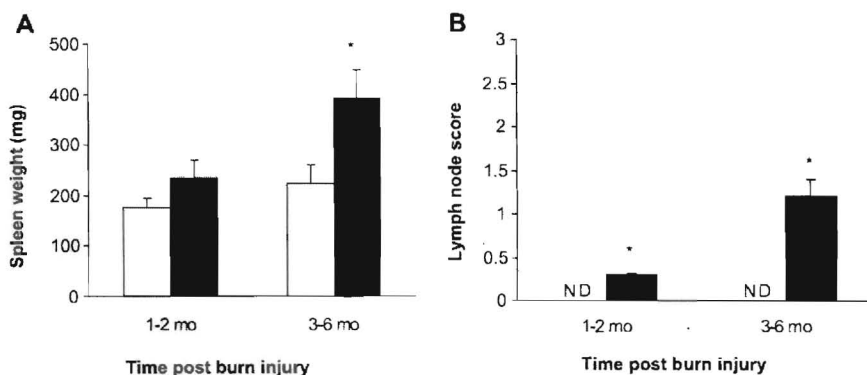 A
Spleen weight (mg)
500
400
300
200
100
0
*
1-2 mo
3-6 mo
Time post burn injury
B
Lymph node score
3
2.5
2
1.5
1
0.5
0
ND
*
ND
*
1-2 mo
3-6 mo
Time post burn injury